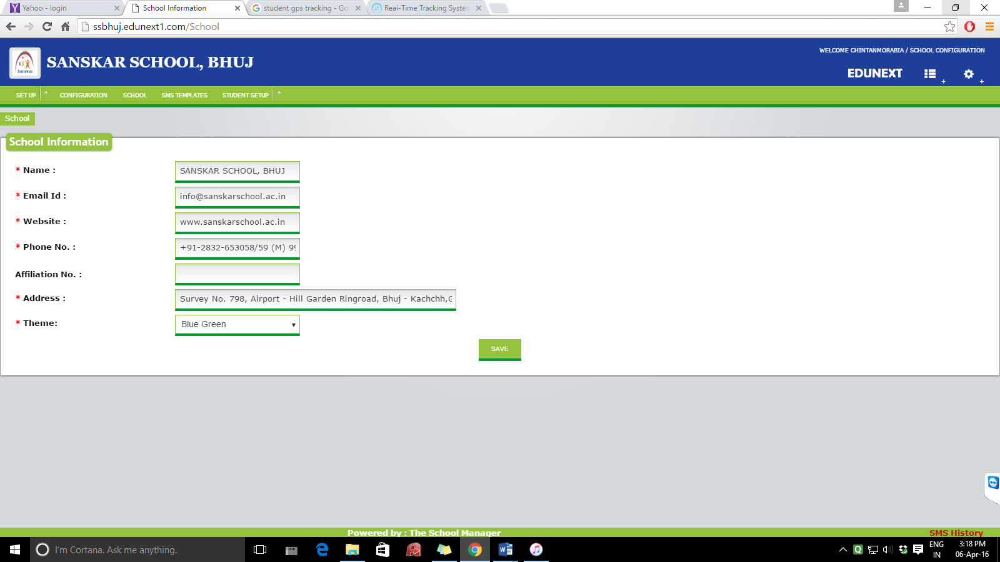 Yahoo - login
School Information
student gps tracking - Go
Real-Time Tracking System
ssbhuj.edunext1.com/School
Sanskar
SANSKAR SCHOOL, BHUJ
WELCOME CHINTANMORABIA / SCHOOL CONFIGURATION
EDUNEXT
+
+
SET UP + CONFIGURATION SCHOOL SMS TEMPLATES STUDENT SETUP +
School
School Information
* Name : SANSKAR SCHOOL, BHUJ
* Email Id : info@sanskarschool.ac.in
* Website : www.sanskarschool.ac.in
* Phone No. : +91-2832-653058/59 (M) 99
Affiliation No. :
* Address : Survey No. 798, Airport - Hill Garden Ringroad, Bhuj - Kachchh,G
* Theme: Blue Green
SAVE
Powered by : The School Manager
SMS History
I'm Cortana. Ask me anything.
ENG
IN
3:18 PM
06-Apr-16